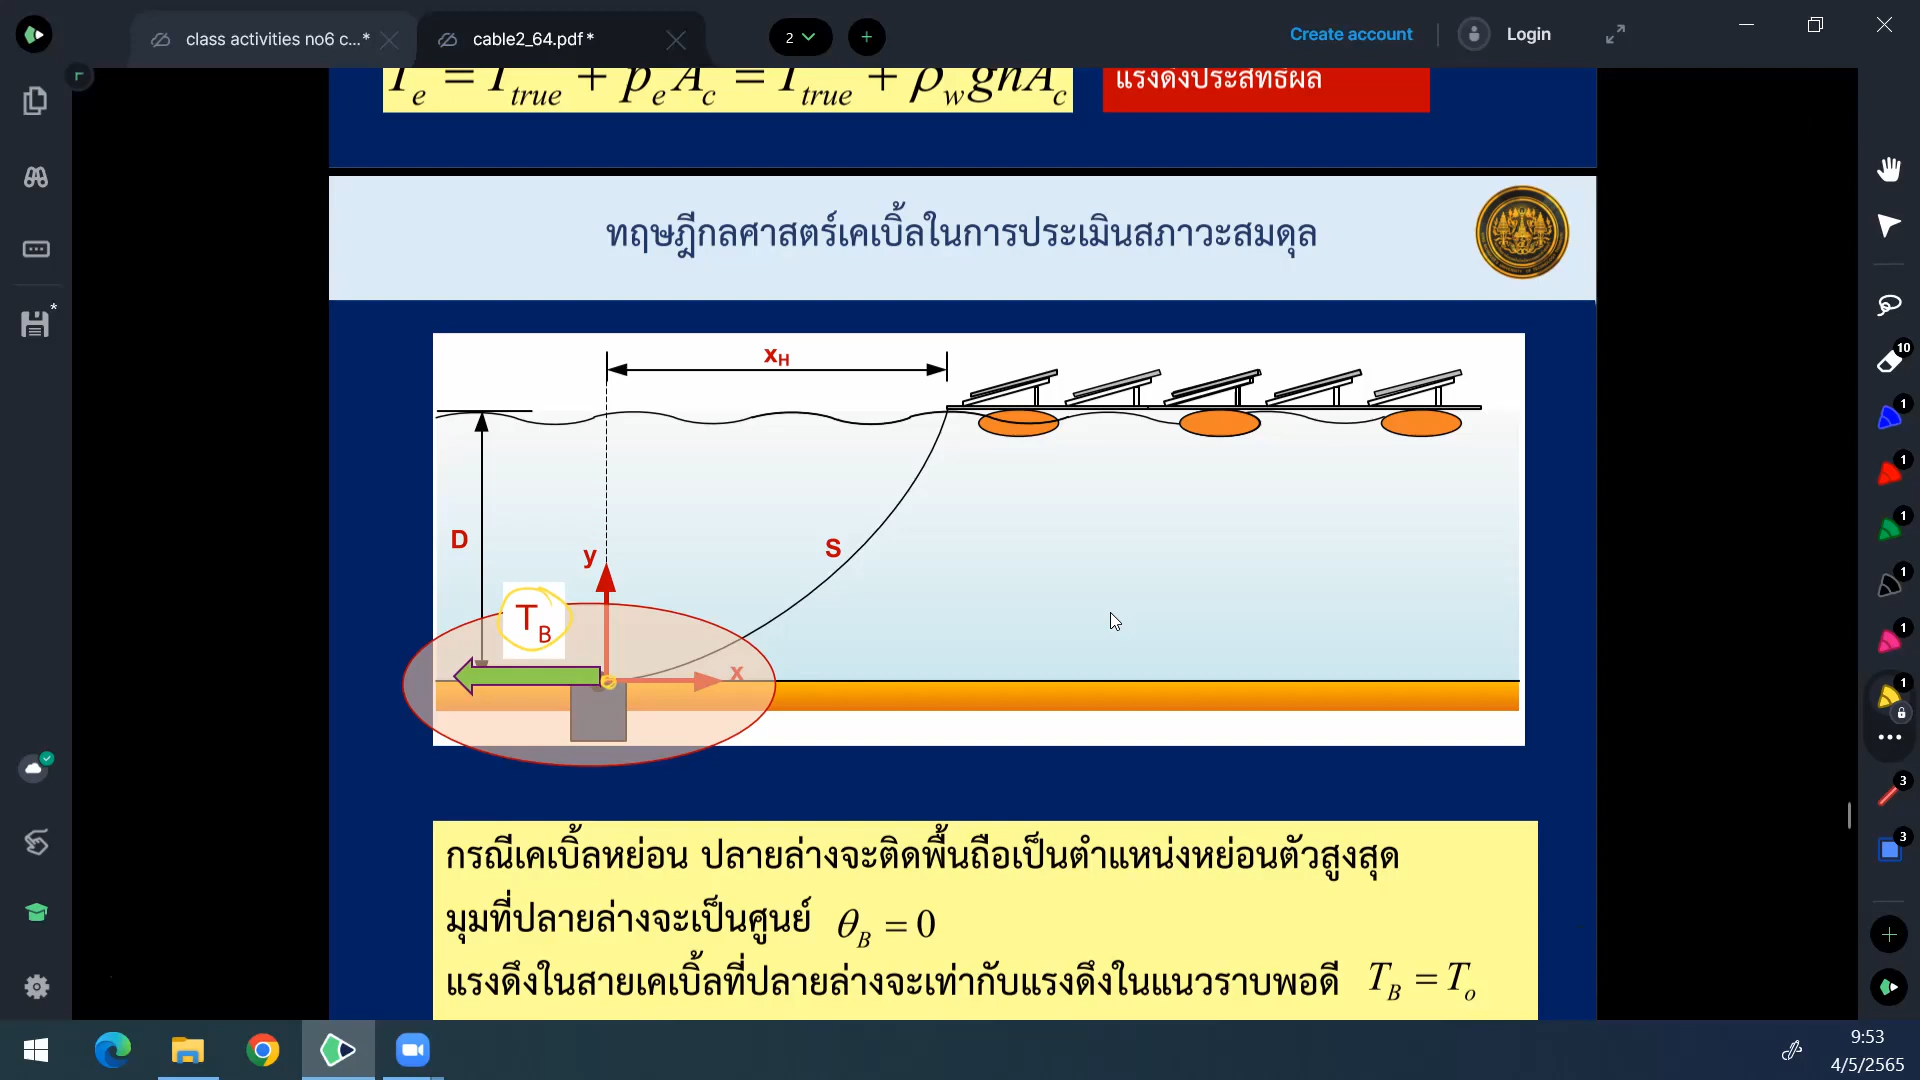 class activities no6 c...*
cable2_64.pdf *
2
Create account
Login
T_e = T_true + p_e A_c = T_true + ρ_w ghA_c
แรงดึงประสิทธิผล
ทฤษฎีกลศาสตร์เคเบิ้ลในการประเมินสภาวะสมดุล
x_H
D
y
S
T_B
x
กรณีเคเบิ้ลหย่อน ปลายล่างจะติดพื้นถือเป็นตำแหน่งหย่อนตัวสูงสุด
มุมที่ปลายล่างจะเป็นศูนย์ θ_B = 0
แรงดึงในสายเคเบิ้ลที่ปลายล่างจะเท่ากับแรงดึงในแนวราบพอดี T_B = T_o
10
1
1
1
1
1
1
3
3
9:53
4/5/2565